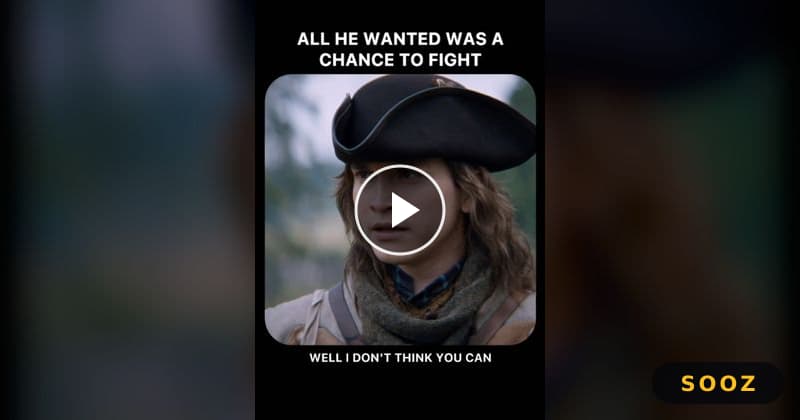 ALL HE WANTED WAS A
CHANCE TO FIGHT
WELL I DON'T THINK YOU CAN
SOOZ